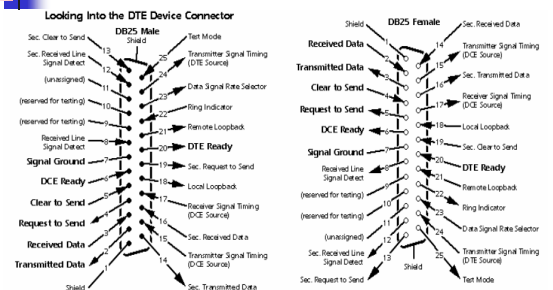 Looking Into the DTE Device Connector
DB25 Male
Shield
Sec. Clear to Send
13
Sec. Received Line
Signal Detect
12
(unassigned)
11
(reserved for testing)
10
(reserved for testing)
9
Received Line
Signal Detect
8
Signal Ground
7
DCE Ready
6
Clear to Send
5
Request to Send
4
Received Data
3
Transmitted Data
2
Shield
1
25
Test Mode
24
Transmitter Signal Timing
(DTE Source)
23
Data Signal Rate Selector
22
Ring Indicator
21
Remote Loopback
20
DTE Ready
19
Sec. Request to Send
18
Local Loopback
17
Receiver Signal Timing
(DCE Source)
16
Sec. Received Data
15
Transmitter Signal Timing
(DCE Source)
14
Sec. Transmitted Data
DB25 Female
Shield
1
Received Data
2
Transmitted Data
3
Clear to Send
4
Request to Send
5
DCE Ready
6
Signal Ground
7
Received Line
Signal Detect
8
(reserved for testing)
9
(reserved for testing)
10
(unassigned)
11
Sec. Received Line
Signal Detect
12
Sec. Request to Send
13
Shield
14
Sec. Received Data
15
Transmitter Signal Timing
(DCE Source)
16
Sec. Transmitted Data
17
Receiver Signal Timing
(DCE Source)
18
Local Loopback
19
Sec. Clear to Send
20
DTE Ready
21
Remote Loopback
22
Ring Indicator
23
Data Signal Rate Selector
24
Transmitter Signal Timing
(DTE Source)
25
Test Mode